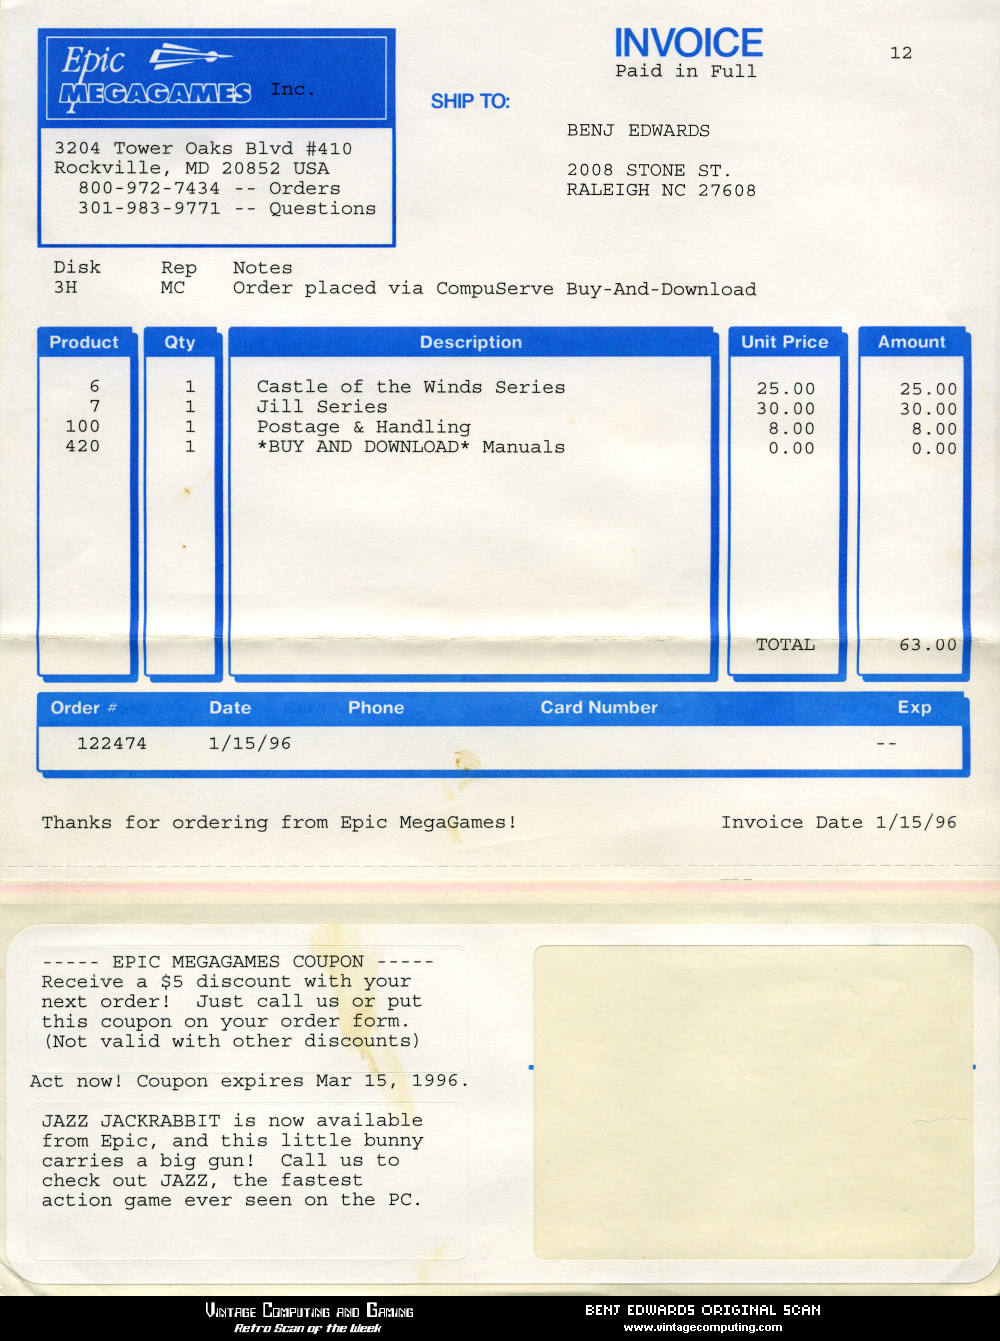 Epic
MEGAGAMES Inc.
3204 Tower Oaks Blvd #410
Rockville, MD 20852 USA
800-972-7434 -- Orders
301-983-9771 -- Questions
INVOICE
Paid in Full
12
SHIP TO:
BENJ EDWARDS
2008 STONE ST.
RALEIGH NC 27608
Disk Rep Notes
3H MC Order placed via CompuServe Buy-And-Download
Product Qty Description Unit Price Amount
6 1 Castle of the Winds Series 25.00 25.00
7 1 Jill Series 30.00 30.00
100 1 Postage & Handling 8.00 8.00
420 1 *BUY AND DOWNLOAD* Manuals 0.00 0.00
TOTAL 63.00
Order # Date Phone Card Number Exp
122474 1/15/96 --
Thanks for ordering from Epic MegaGames! Invoice Date 1/15/96
----- EPIC MEGAGAMES COUPON -----
Receive a $5 discount with your
next order! Just call us or put
this coupon on your order form.
(Not valid with other discounts)
Act now! Coupon expires Mar 15, 1996.
JAZZ JACKRABBIT is now available
from Epic, and this little bunny
carries a big gun! Call us to
check out JAZZ, the fastest
action game ever seen on the PC.
VINTAGE COMPUTING AND GAMING
Retro Scan of the Week
BENJ EDWARDS ORIGINAL SCAN
www.vintagecomputing.com